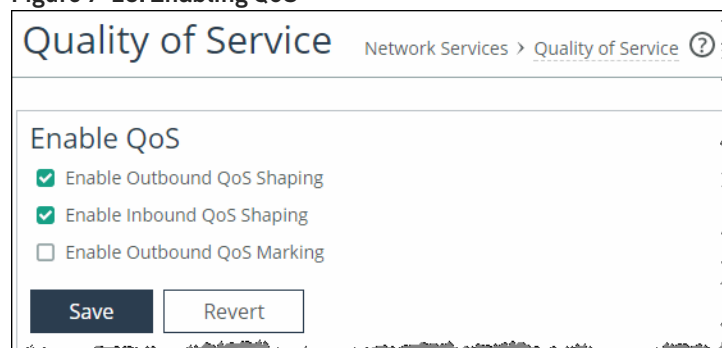 Quality of Service Network Services > Quality of Service ?
Enable QoS
Enable Outbound QoS Shaping
Enable Inbound QoS Shaping
Enable Outbound QoS Marking
Save Revert